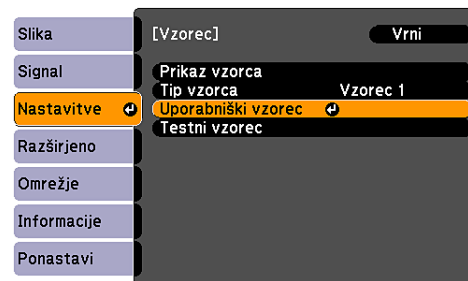 Slika
Signal
Nastavitve
Razširjeno
Omrežje
Informacije
Ponastavi
[Vzorec]
Vrni
Prikaz vzorca
Tip vzorca Vzorec 1
Uporabniški vzorec
Testni vzorec